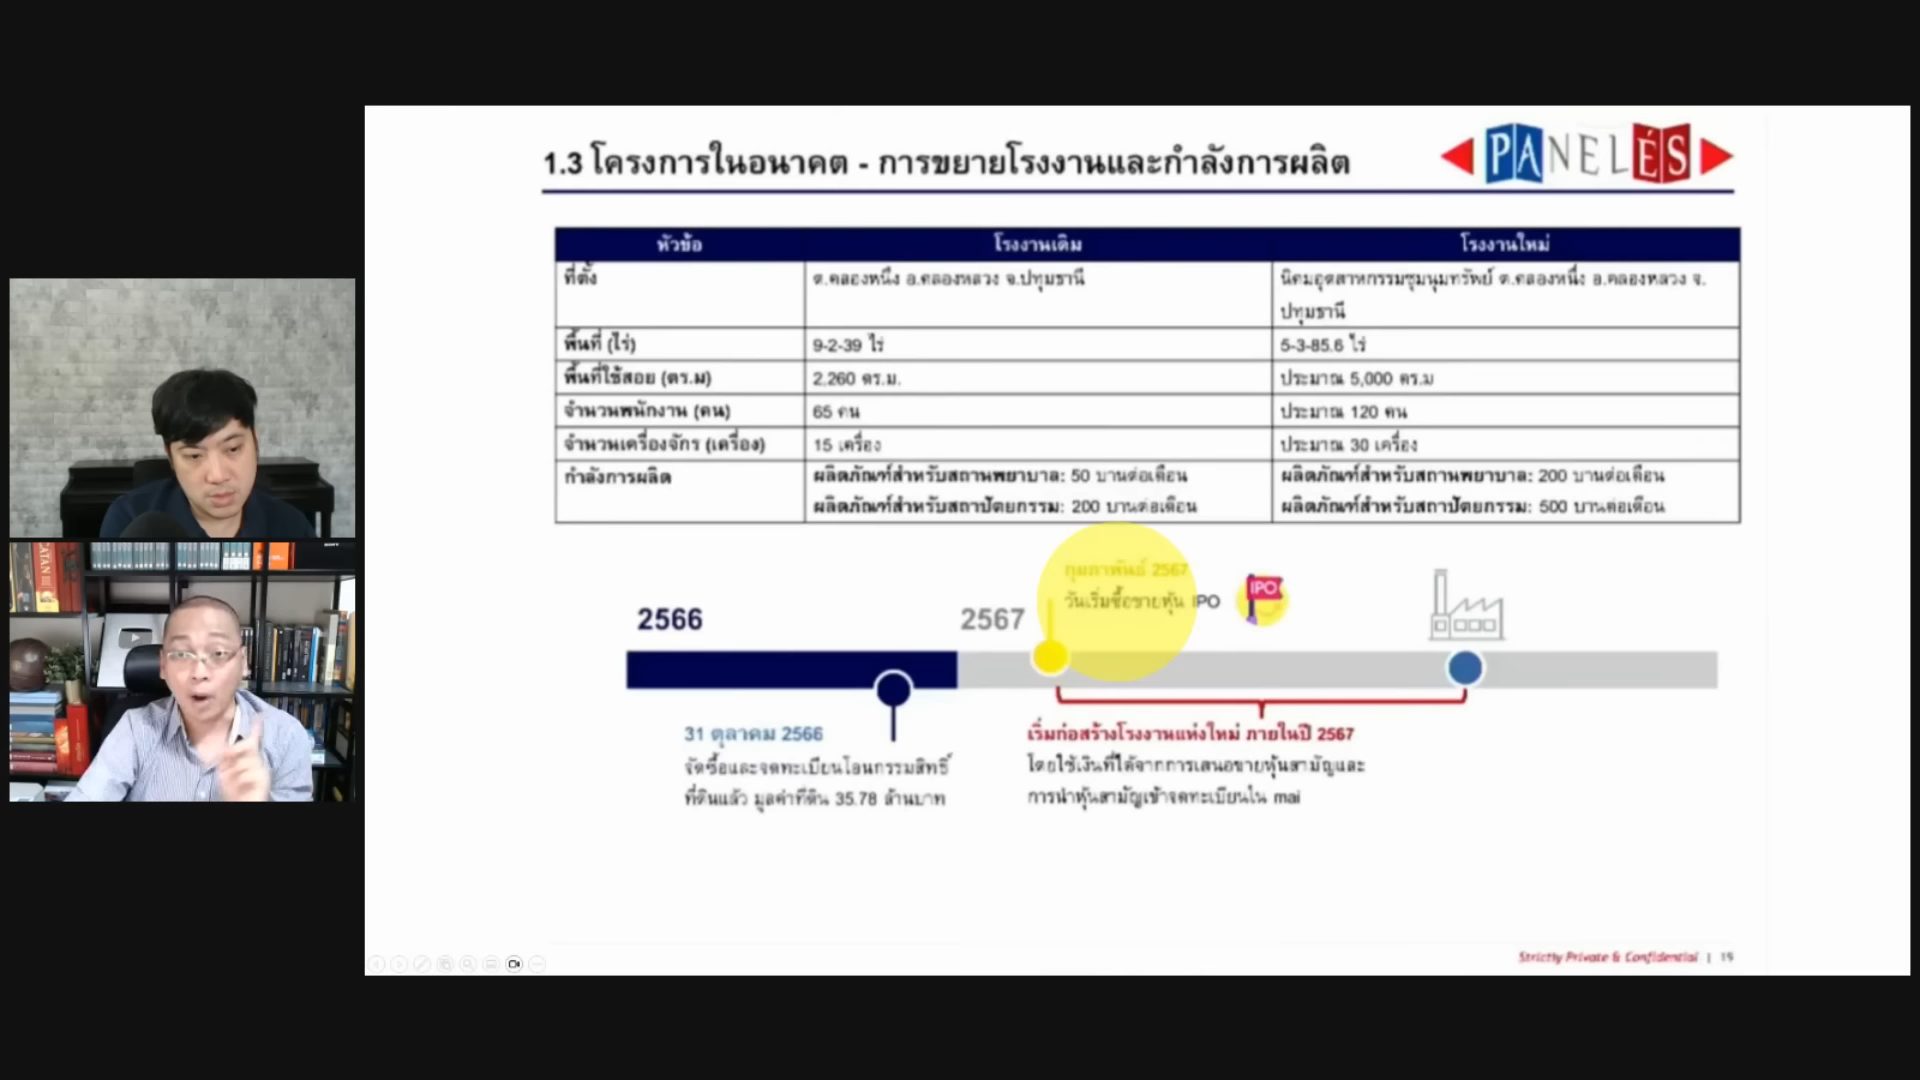 1.3 โครงการในอนาคต - การขยายโรงงานและกำลังการผลิต
PANELÉS
หัวข้อ โรงงานเดิม โรงงานใหม่
ที่ตั้ง ต.คลองหนึ่ง อ.คลองหลวง จ.ปทุมธานี นิคมอุตสาหกรรมชุมนุมทรัพย์ ต.คลองหนึ่ง อ.คลองหลวง จ.
ปทุมธานี
พื้นที่ (ไร่) 9-2-39 ไร่ 5-3-85.6 ไร่
พื้นที่ใช้สอย (ตร.ม) 2,260 ตร.ม. ประมาณ 5,000 ตร.ม
จำนวนพนักงาน (คน) 65 คน ประมาณ 120 คน
จำนวนเครื่องจักร (เครื่อง) 15 เครื่อง ประมาณ 30 เครื่อง
กำลังการผลิต ผลิตภัณฑ์สำหรับสถานพยาบาล: 50 บานต่อเดือน ผลิตภัณฑ์สำหรับสถานพยาบาล: 200 บานต่อเดือน
ผลิตภัณฑ์สำหรับสถาปัตยกรรม: 200 บานต่อเดือน ผลิตภัณฑ์สำหรับสถาปัตยกรรม: 500 บานต่อเดือน
กุมภาพันธ์ 2567
วันเริ่มซื้อขายหุ้น IPO
IPO
2566 2567
31 ตุลาคม 2566
จัดซื้อและจดทะเบียนโอนกรรมสิทธิ์
ที่ดินแล้ว มูลค่าที่ดิน 35.78 ล้านบาท
เริ่มก่อสร้างโรงงานแห่งใหม่ ภายในปี 2567
โดยใช้เงินที่ได้จากการเสนอขายหุ้นสามัญและ
การนำหุ้นสามัญเข้าจดทะเบียนใน mai
Strictly Private & Confidential | 15
CATAN